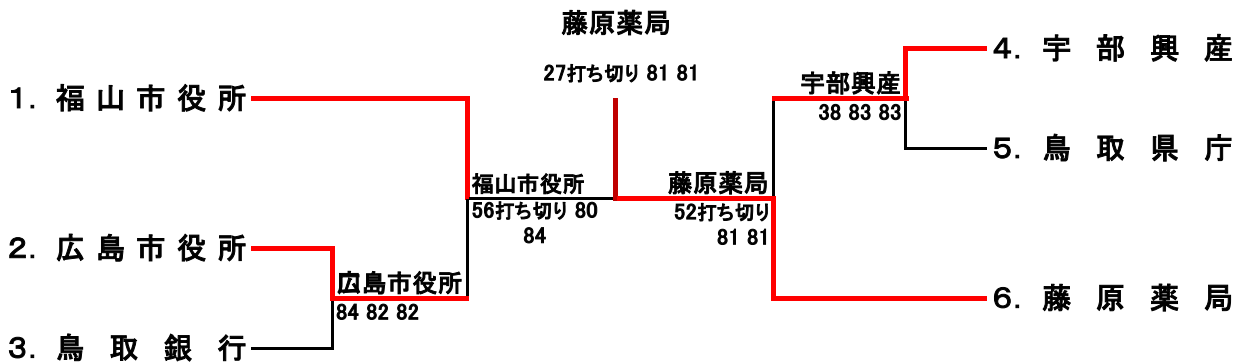 藤原薬局
27打ち切り 81 81
1. 福山市役所
2. 広島市役所
3. 鳥取銀行
広島市役所
84 82 82
福山市役所
56打ち切り 80
84
藤原薬局
52打ち切り
81 81
宇部興産
38 83 83
4. 宇部興産
5. 鳥取県庁
6. 藤原薬局